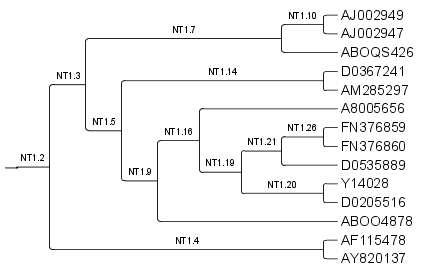 NT1.10
AJ002949
NT1.7
AJ002947
ABOQS426
NT1.3
NT1.14
D0367241
AM285297
A8005656
NT1.5
NT1.16
NT1.26
FN376859
NT1.21
FN376860
NT1.2
NT1.9
NT1.19
D0535889
NT1.20
Y14028
D0205516
ABOO4878
NT1.4
AF115478
AY820137